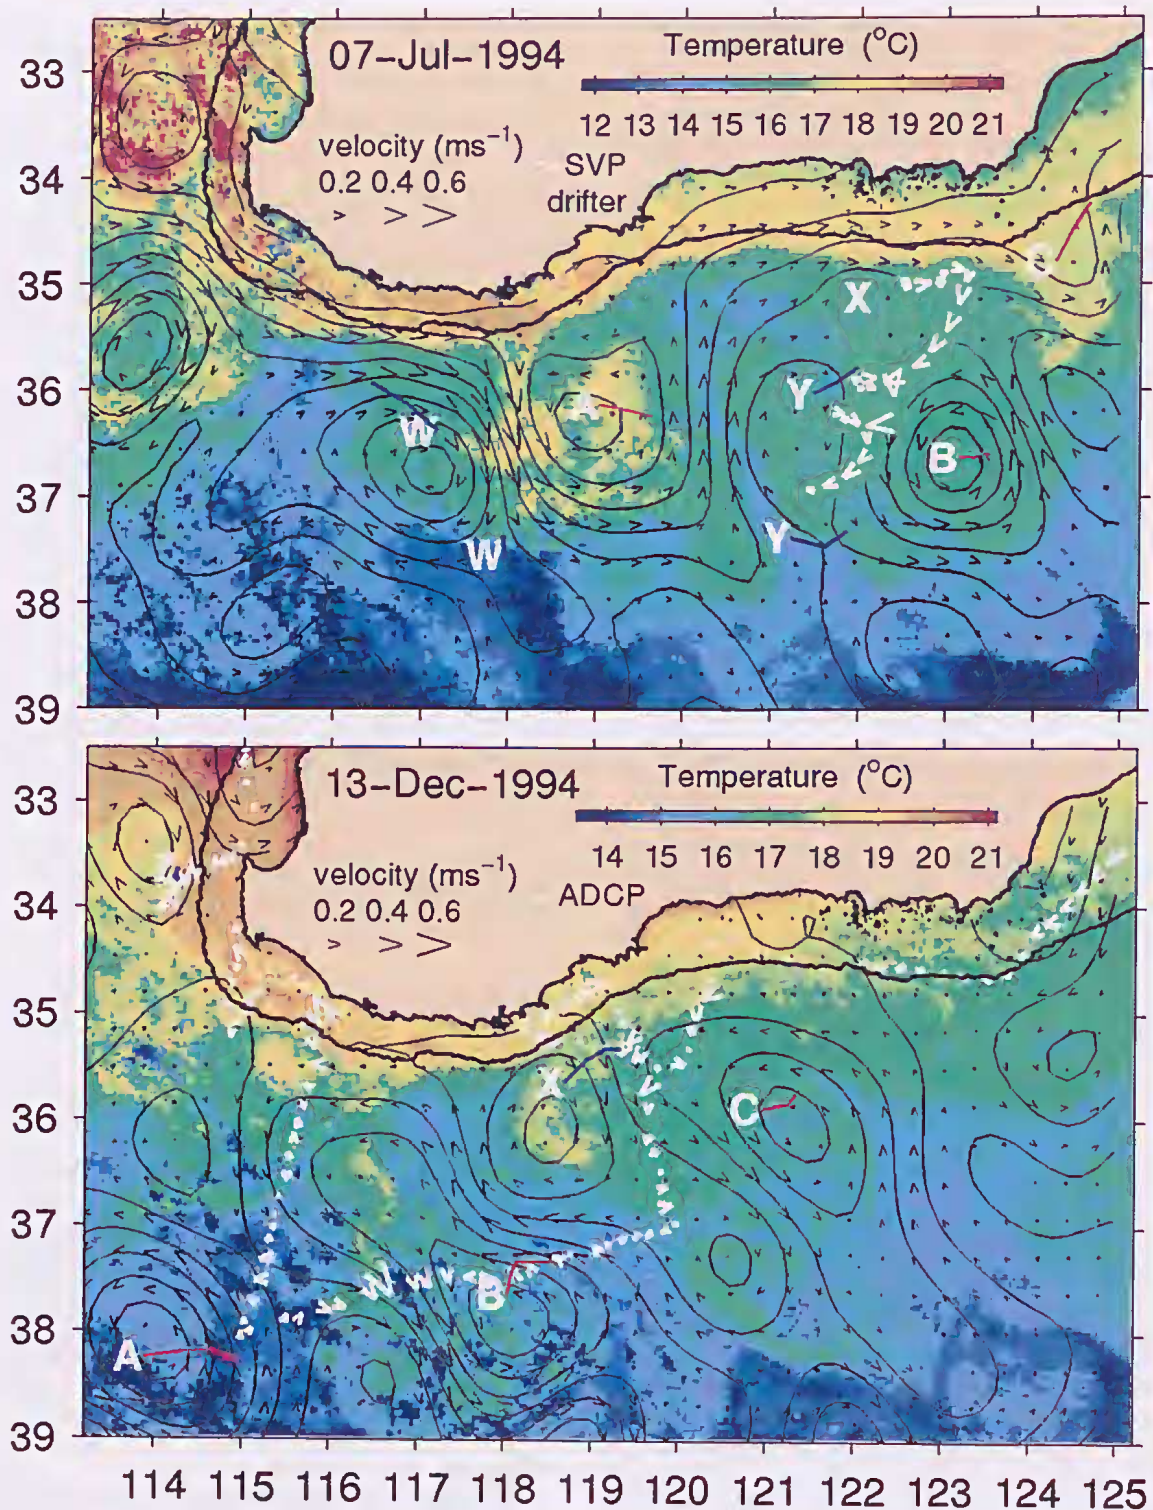 07-Jul-1994
Temperature (°C)
12 13 14 15 16 17 18 19 20 21
velocity (ms⁻¹)
0.2 0.4 0.6
SVP
drifter
33
34
35
36
37
38
39
C
X
Y
A
W
B
W
Y
13-Dec-1994
Temperature (°C)
14 15 16 17 18 19 20 21
velocity (ms⁻¹)
0.2 0.4 0.6
ADCP
33
34
35
36
37
38
39
X
C
B
A
114 115 116 117 118 119 120 121 122 123 124 125